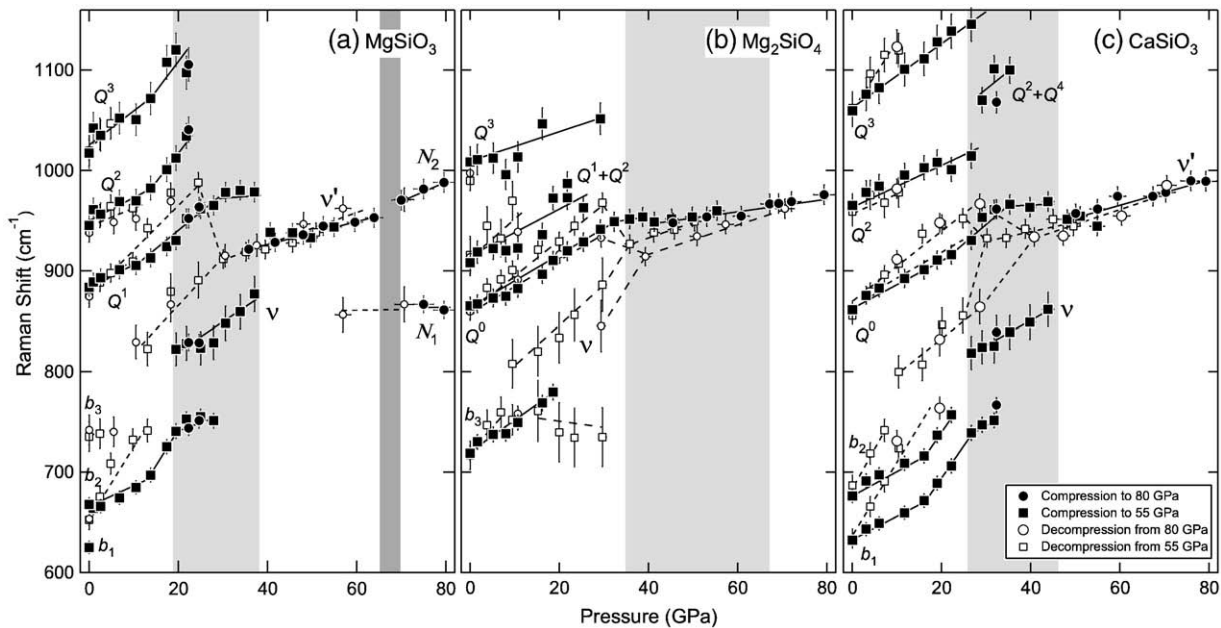 (a) MgSiO₃
(b) Mg₂SiO₄
(c) CaSiO₃
Raman Shift (cm⁻¹)
1100
1000
900
800
700
600
Q³
Q²
Q¹
b₃
b₂
b₁
ν
ν'
N₂
N₁
0 20 40 60 80
Q³
Q¹+Q²
Q⁰
ν
b₃
0 20 40 60 80
Q³
Q²+Q⁴
Q²
Q⁰
ν'
ν
b₂
b₁
0 20 40 60 80
Compression to 80 GPa
Compression to 55 GPa
Decompression from 80 GPa
Decompression from 55 GPa
Pressure (GPa)